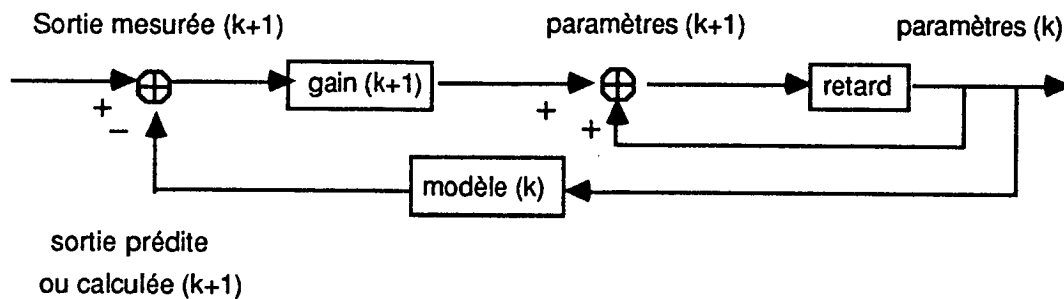 Sortie mesurée (k+1)
paramètres (k+1)
paramètres (k)
gain (k+1)
retard
+
−
+
+
modèle (k)
sortie prédite
ou calculée (k+1)